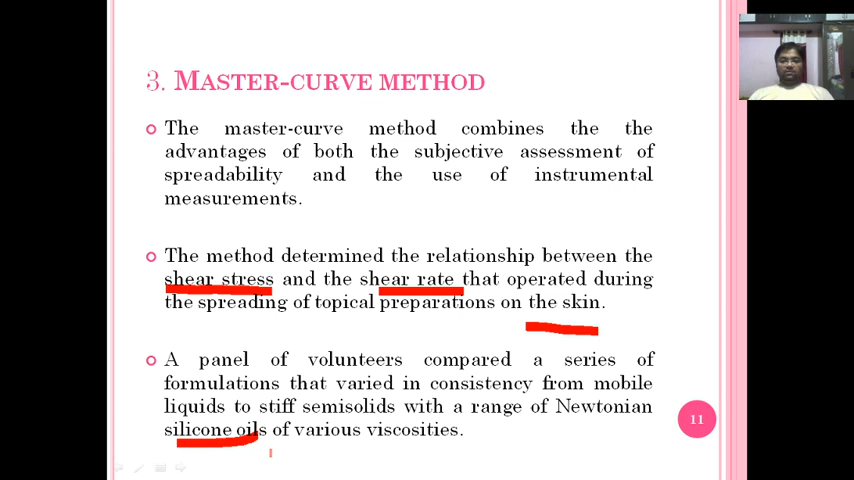 3. MASTER-CURVE METHOD
The master-curve method combines the the
advantages of both the subjective assessment of
spreadability and the use of instrumental
measurements.
The method determined the relationship between the
shear stress and the shear rate that operated during
the spreading of topical preparations on the skin.
A panel of volunteers compared a series of
formulations that varied in consistency from mobile
liquids to stiff semisolids with a range of Newtonian
silicone oils of various viscosities.
11